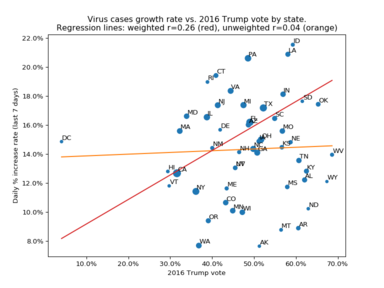 Virus cases growth rate vs. 2016 Trump vote by state.
Regression lines: weighted r=0.26 (red), unweighted r=0.04 (orange)
22.0%
20.0%
18.0%
16.0%
14.0%
12.0%
10.0%
8.0%
Daily % increase rate (last 7 days)
ID
LA
PA
CT
RI
VA
IN
SD
OK
NJ
MI
TX
MD
IL
SC
DE
MA
MO
DC
OH
NE
NM
NH
KS
GA
WV
TN
HI
CA
KY
AL
WY
VT
NY
ME
MS
CO
MN
WI
ND
OR
MT
AR
WA
AK
10.0%
20.0%
30.0%
40.0%
50.0%
60.0%
70.0%
2016 Trump vote